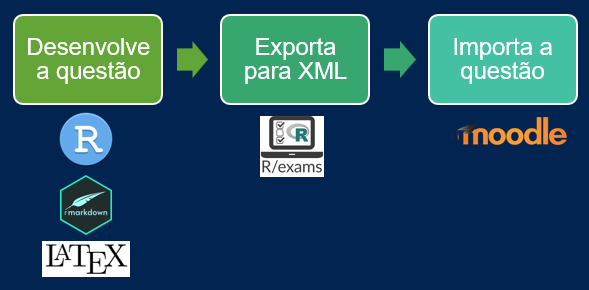 Desenvolve
a questão
Exporta
para XML
Importa a
questão
R
R
R/exams
moodle
rmarkdown
LATEX